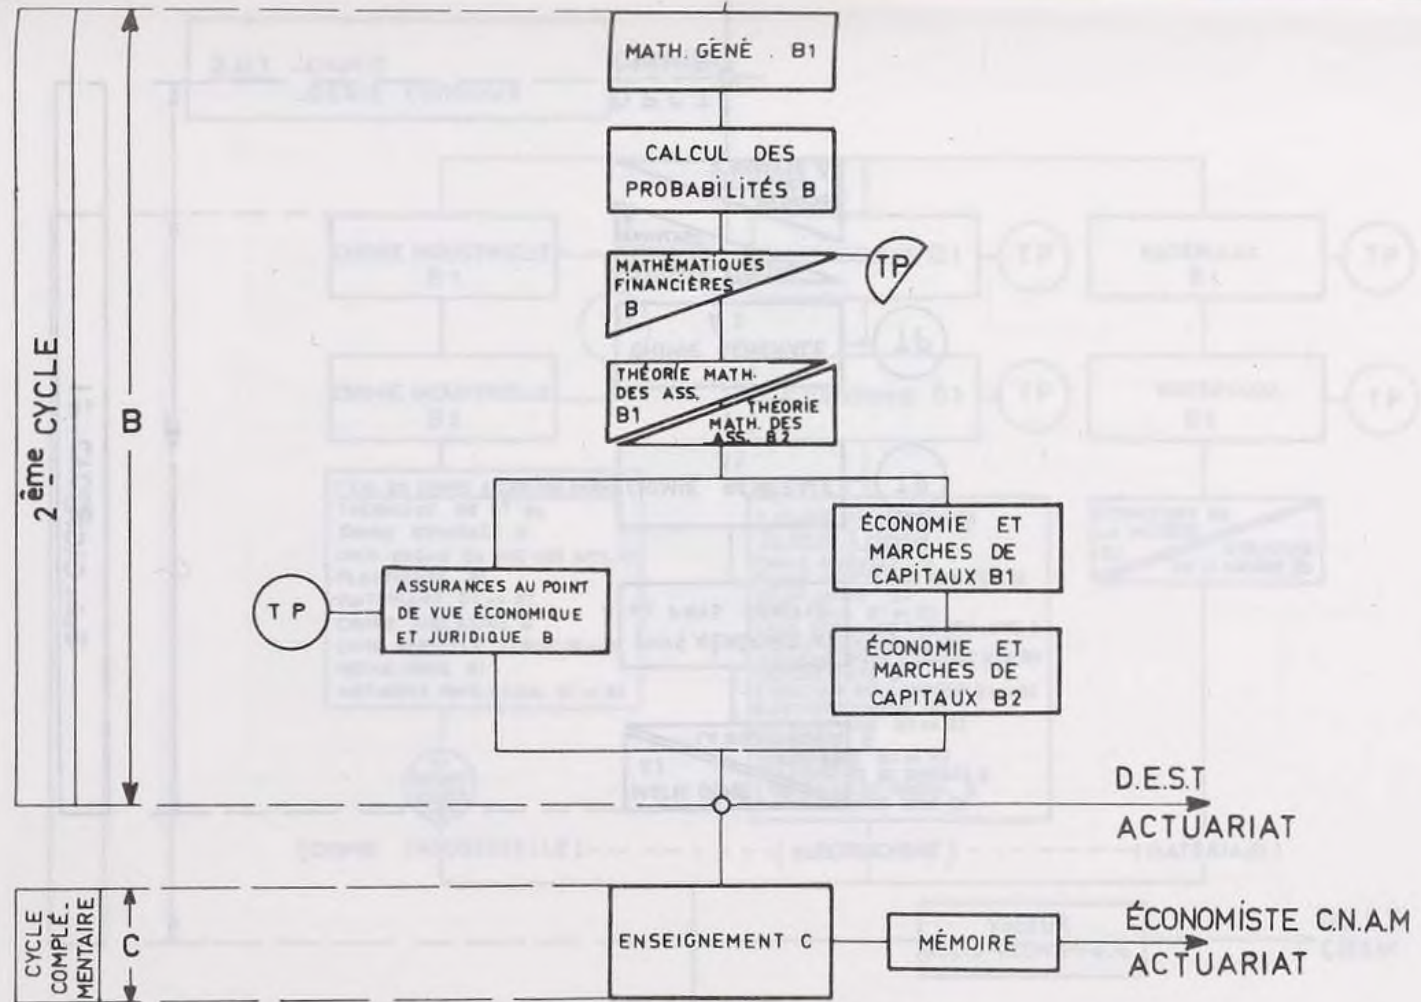 MATH. GÉNÉ. B1
CALCUL DES
PROBABILITÉS B
MATHÉMATIQUES
FINANCIÈRES
B
TP
THÉORIE MATH.
DES ASS.
B1
THÉORIE
MATH. DES
ASS. B2
2ème CYCLE
B
ÉCONOMIE ET
MARCHES DE
CAPITAUX B1
TP
ASSURANCES AU POINT
DE VUE ÉCONOMIQUE
ET JURIDIQUE B
ÉCONOMIE ET
MARCHES DE
CAPITAUX B2
D.E.S.T
ACTUARIAT
CYCLE
COMPLÉ-
MENTAIRE
C
ENSEIGNEMENT C
MÉMOIRE
ÉCONOMISTE C.N.A.M
ACTUARIAT